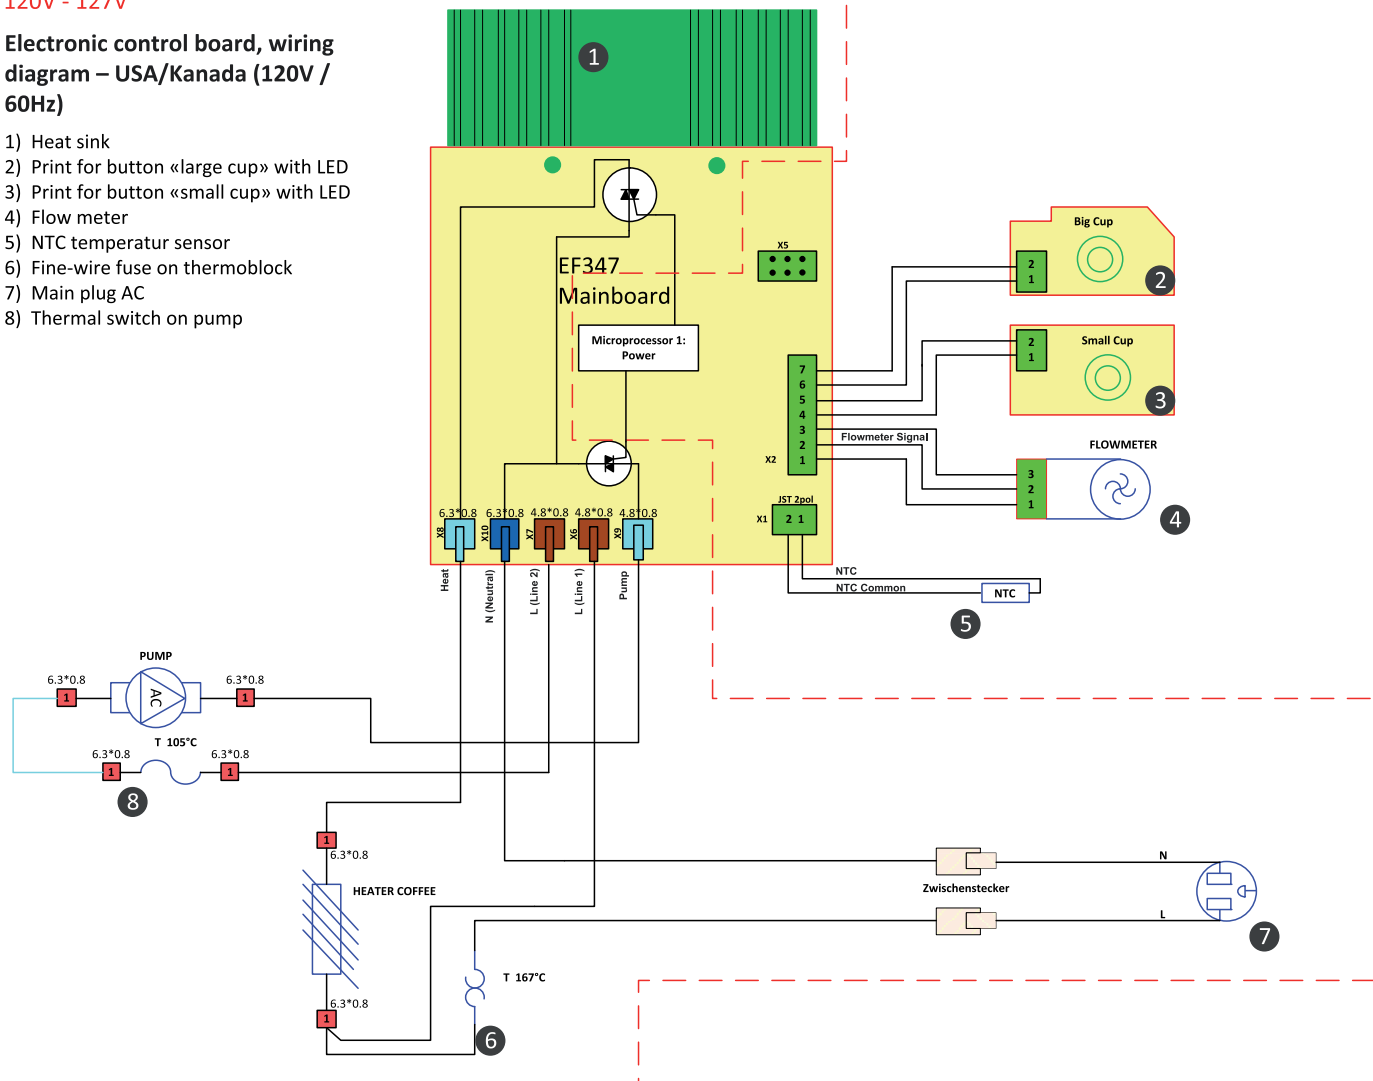 120V - 127V
Electronic control board, wiring
diagram – USA/Kanada (120V /
60Hz)
1) Heat sink
2) Print for button «large cup» with LED
3) Print for button «small cup» with LED
4) Flow meter
5) NTC temperatur sensor
6) Fine-wire fuse on thermoblock
7) Main plug AC
8) Thermal switch on pump
1
EF347
Mainboard
Microprocessor 1:
Power
X5
Big Cup
2
1
2
Small Cup
2
1
3
7
6
5
4
3
2
1
X2
Flowmeter Signal
FLOWMETER
3
2
1
4
JST 2pol
X1
2 1
NTC
NTC Common
NTC
5
6.3*0.8
6.3*0.8
4.8*0.8
4.8*0.8
4.8*0.8
X8
X10
X7
X6
X9
Heat
N (Neutral)
L (Line 2)
L (Line 1)
Pump
PUMP
6.3*0.8
6.3*0.8
1
AC
1
T 105°C
6.3*0.8
6.3*0.8
1
1
8
1
6.3*0.8
HEATER COFFEE
6.3*0.8
1
T 167°C
6
Zwischenstecker
N
L
7